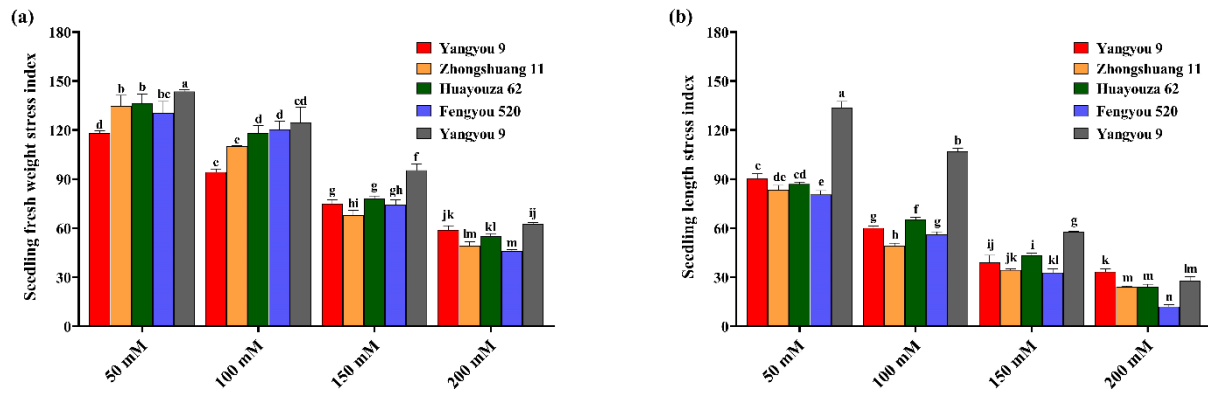 (a)
Seedling fresh weight stress index
180
150
120
90
60
30
0
Yangyou 9
Zhongshuang 11
Huayouza 62
Fengyou 520
Yangyou 9
d b b bc a
e e d d cd
g hi g gh f
jk lm kl m ij
50 mM 100 mM 150 mM 200 mM
(b)
Seedling length stress index
180
150
120
90
60
30
0
Yangyou 9
Zhongshuang 11
Huayouza 62
Fengyou 520
Yangyou 9
c de cd e a
g h f g b
ij jk i kl g
k m m n lm
50 mM 100 mM 150 mM 200 mM